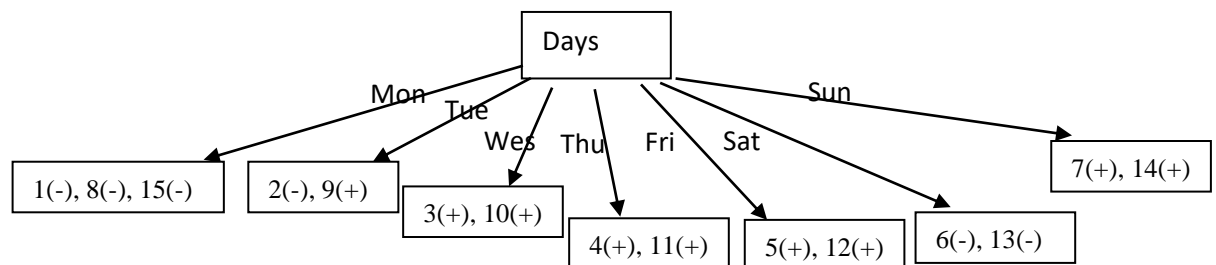 Days
Mon
Tue
Wes
Thu
Fri
Sat
Sun
1(-), 8(-), 15(-)
2(-), 9(+)
3(+), 10(+)
4(+), 11(+)
5(+), 12(+)
6(-), 13(-)
7(+), 14(+)